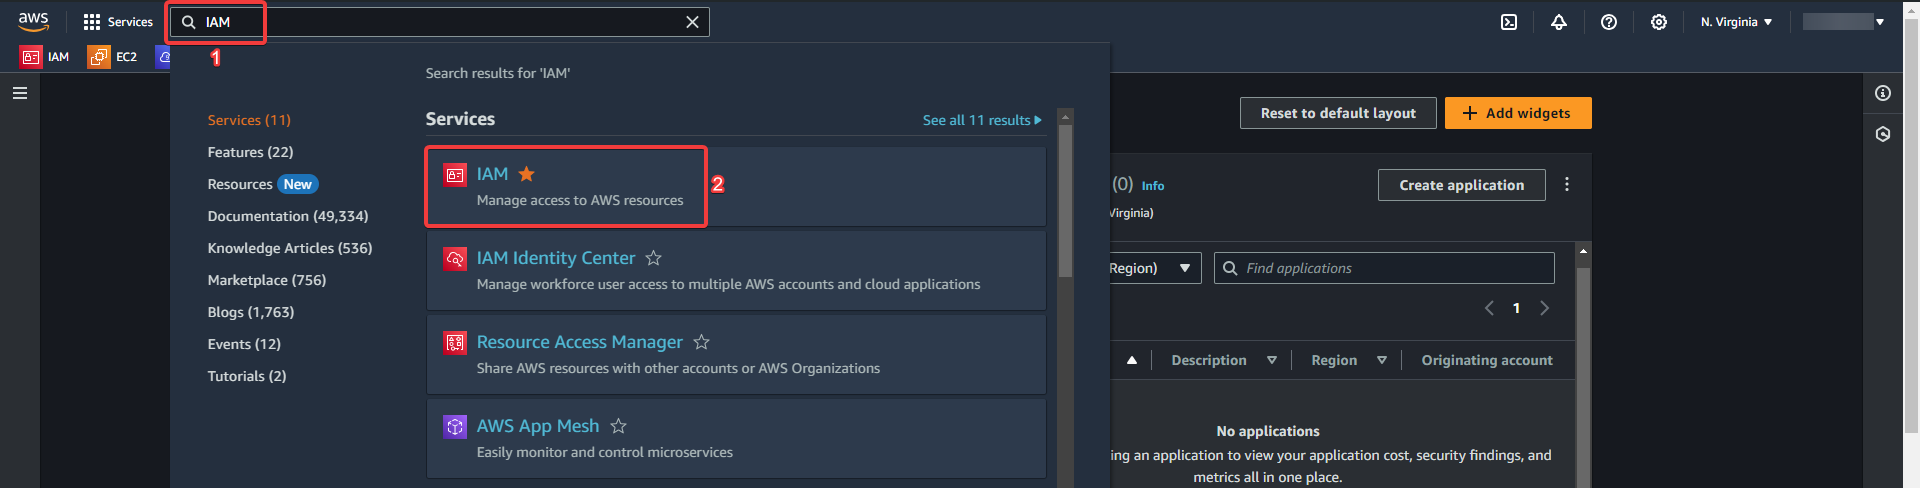 aws
Services
IAM
N. Virginia
1
IAM
EC2
Search results for 'IAM'
Services (11)
Features (22)
Resources New
Documentation (49,334)
Knowledge Articles (536)
Marketplace (756)
Blogs (1,763)
Events (12)
Tutorials (2)
Services
See all 11 results
IAM
Manage access to AWS resources
2
IAM Identity Center
Manage workforce user access to multiple AWS accounts and cloud applications
Resource Access Manager
Share AWS resources with other accounts or AWS Organizations
AWS App Mesh
Easily monitor and control microservices
Reset to default layout
+ Add widgets
(0) Info
Create application
Virginia)
Region)
Find applications
1
Description
Region
Originating account
No applications
ing an application to view your application cost, security findings, and
metrics all in one place.